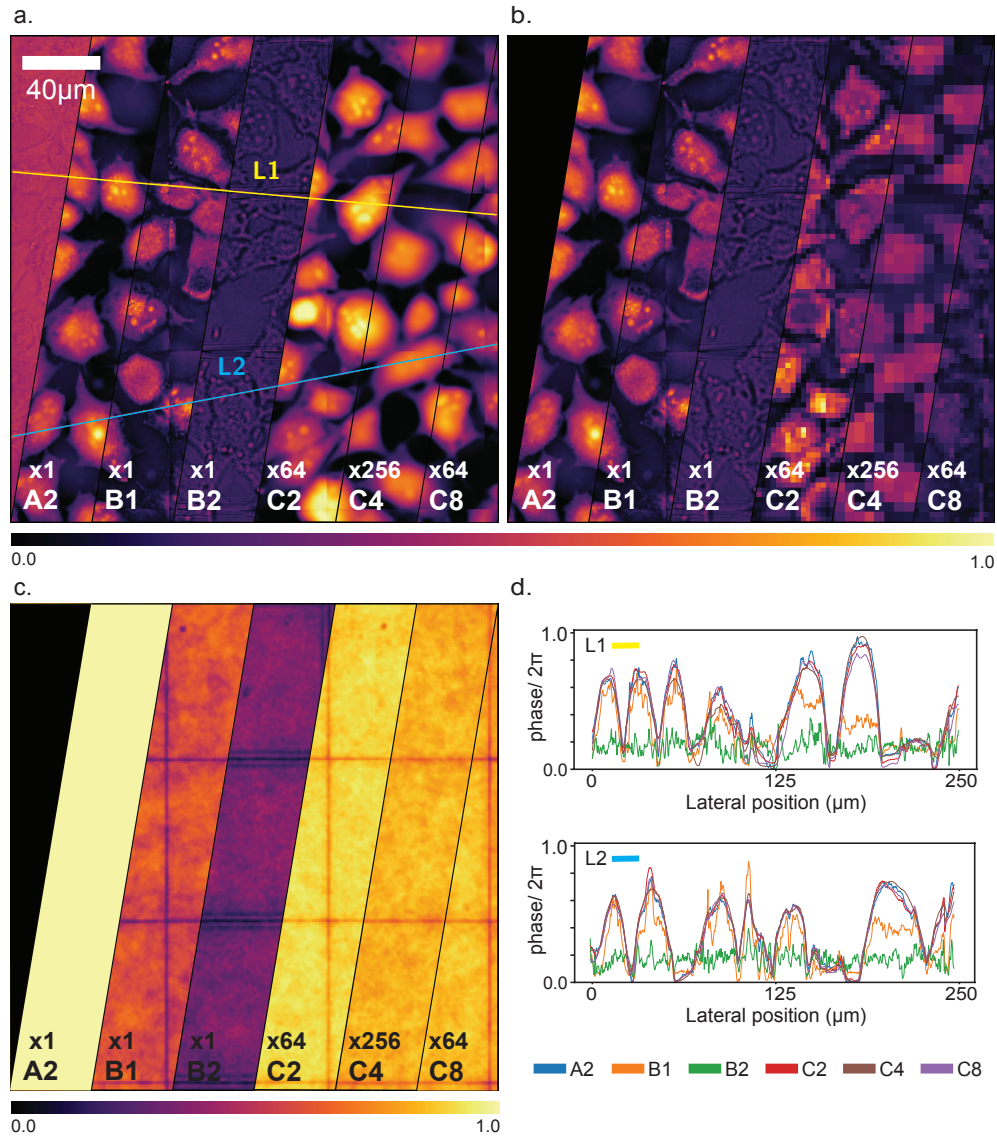 a.
b.
40μm
L1
L2
x1 x1 x1 x64 x256 x64
A2 B1 B2 C2 C4 C8
x1 x1 x1 x64 x256 x64
A2 B1 B2 C2 C4 C8
0.0
1.0
c.
d.
x1 x1 x1 x64 x256 x64
A2 B1 B2 C2 C4 C8
0.0
1.0
L1
1.0
0.0
phase/ 2π
0
125
250
Lateral position (μm)
L2
1.0
0.0
phase/ 2π
0
125
250
Lateral position (μm)
A2 B1 B2 C2 C4 C8